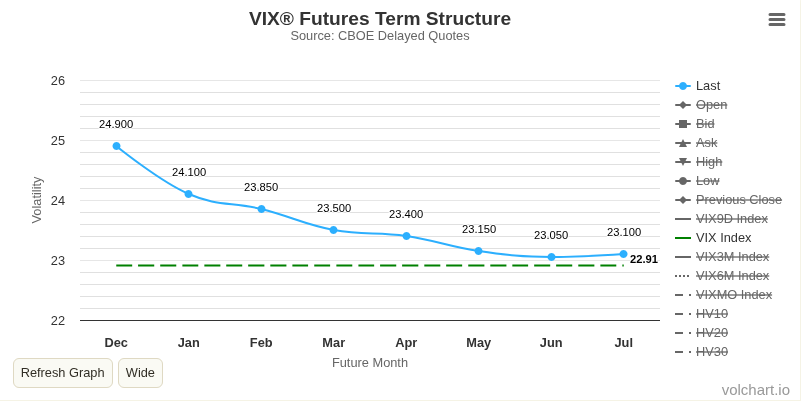 VIX® Futures Term Structure
Source: CBOE Delayed Quotes
Volatility
26
25
24
23
22
24.900
24.100
23.850
23.500
23.400
23.150
23.050
23.100
22.91
Dec Jan Feb Mar Apr May Jun Jul
Future Month
Last
Open
Bid
Ask
High
Low
Previous Close
VIX9D Index
VIX Index
VIX3M Index
VIX6M Index
VIXMO Index
HV10
HV20
HV30
Refresh Graph Wide
volchart.io